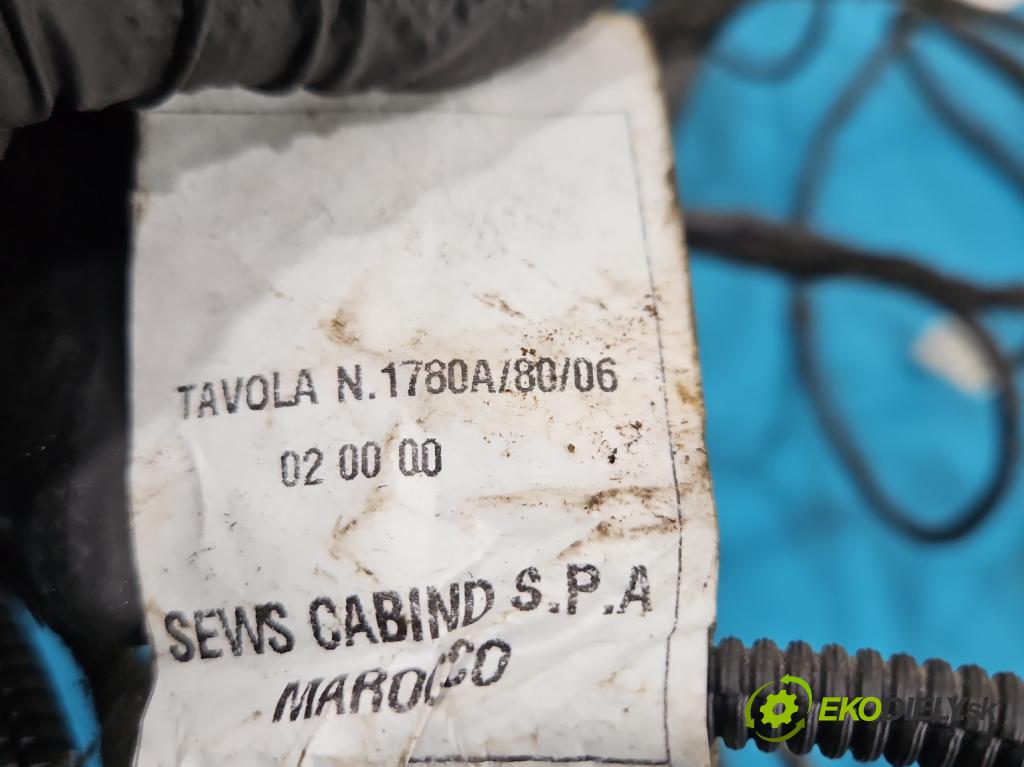 TAVOLA N.1780A/80/06
02 00 00
SEWS CABIND S.P.A
MAROCCO
EKODIELY.sk